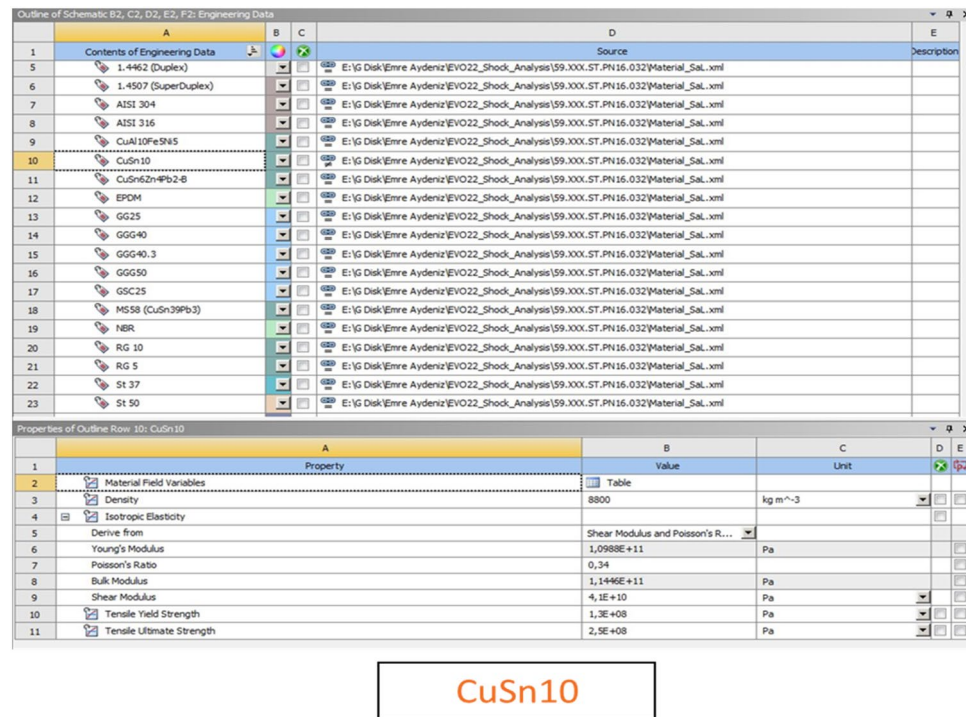 Outline of Schematic B2, C2, D2, E2, F2: Engineering Data
A B C D E
1 Contents of Engineering Data Source Description
5 1.4462 (Duplex) E:\G Disk\Emre Aydeniz\EVO22_Shock_Analysis\59.XXX.ST.PN16.032\Material_SaL.xml
6 1.4507 (SuperDuplex) E:\G Disk\Emre Aydeniz\EVO22_Shock_Analysis\59.XXX.ST.PN16.032\Material_SaL.xml
7 AISI 304 E:\G Disk\Emre Aydeniz\EVO22_Shock_Analysis\59.XXX.ST.PN16.032\Material_SaL.xml
8 AISI 316 E:\G Disk\Emre Aydeniz\EVO22_Shock_Analysis\59.XXX.ST.PN16.032\Material_SaL.xml
9 CuAl10Fe5Ni5 E:\G Disk\Emre Aydeniz\EVO22_Shock_Analysis\59.XXX.ST.PN16.032\Material_SaL.xml
10 CuSn10 E:\G Disk\Emre Aydeniz\EVO22_Shock_Analysis\59.XXX.ST.PN16.032\Material_SaL.xml
11 CuSn6Zn4Pb2-B E:\G Disk\Emre Aydeniz\EVO22_Shock_Analysis\59.XXX.ST.PN16.032\Material_SaL.xml
12 EPDM E:\G Disk\Emre Aydeniz\EVO22_Shock_Analysis\59.XXX.ST.PN16.032\Material_SaL.xml
13 GG25 E:\G Disk\Emre Aydeniz\EVO22_Shock_Analysis\59.XXX.ST.PN16.032\Material_SaL.xml
14 GGG40 E:\G Disk\Emre Aydeniz\EVO22_Shock_Analysis\59.XXX.ST.PN16.032\Material_SaL.xml
15 GGG40.3 E:\G Disk\Emre Aydeniz\EVO22_Shock_Analysis\59.XXX.ST.PN16.032\Material_SaL.xml
16 GGG50 E:\G Disk\Emre Aydeniz\EVO22_Shock_Analysis\59.XXX.ST.PN16.032\Material_SaL.xml
17 GSC25 E:\G Disk\Emre Aydeniz\EVO22_Shock_Analysis\59.XXX.ST.PN16.032\Material_SaL.xml
18 MS58 (CuSn39Pb3) E:\G Disk\Emre Aydeniz\EVO22_Shock_Analysis\59.XXX.ST.PN16.032\Material_SaL.xml
19 NBR E:\G Disk\Emre Aydeniz\EVO22_Shock_Analysis\59.XXX.ST.PN16.032\Material_SaL.xml
20 RG 10 E:\G Disk\Emre Aydeniz\EVO22_Shock_Analysis\59.XXX.ST.PN16.032\Material_SaL.xml
21 RG 5 E:\G Disk\Emre Aydeniz\EVO22_Shock_Analysis\59.XXX.ST.PN16.032\Material_SaL.xml
22 St 37 E:\G Disk\Emre Aydeniz\EVO22_Shock_Analysis\59.XXX.ST.PN16.032\Material_SaL.xml
23 St 50 E:\G Disk\Emre Aydeniz\EVO22_Shock_Analysis\59.XXX.ST.PN16.032\Material_SaL.xml
Properties of Outline Row 10: CuSn10
A B C D E
1 Property Value Unit
2 Material Field Variables Table
3 Density 8800 kg m^-3
4 Isotropic Elasticity
5 Derive from Shear Modulus and Poisson's R...
6 Young's Modulus 1,0988E+11 Pa
7 Poisson's Ratio 0,34
8 Bulk Modulus 1,1446E+11 Pa
9 Shear Modulus 4,1E+10 Pa
10 Tensile Yield Strength 1,3E+08 Pa
11 Tensile Ultimate Strength 2,5E+08 Pa
CuSn10